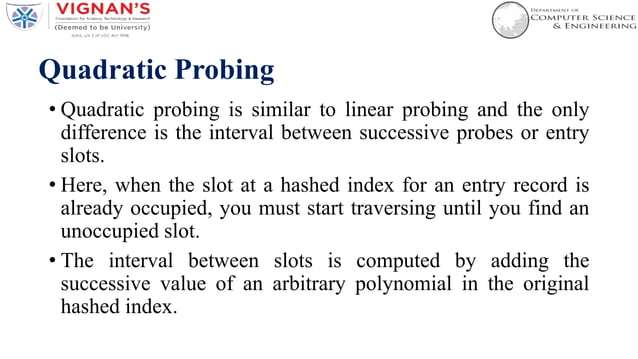 VIGNAN'S
Foundation for Science, Technology & Research
(Deemed to be University)
DEPARTMENT OF
COMPUTER SCIENCE
& ENGINEERING
Quadratic Probing
• Quadratic probing is similar to linear probing and the only
difference is the interval between successive probes or entry
slots.
• Here, when the slot at a hashed index for an entry record is
already occupied, you must start traversing until you find an
unoccupied slot.
• The interval between slots is computed by adding the
successive value of an arbitrary polynomial in the original
hashed index.